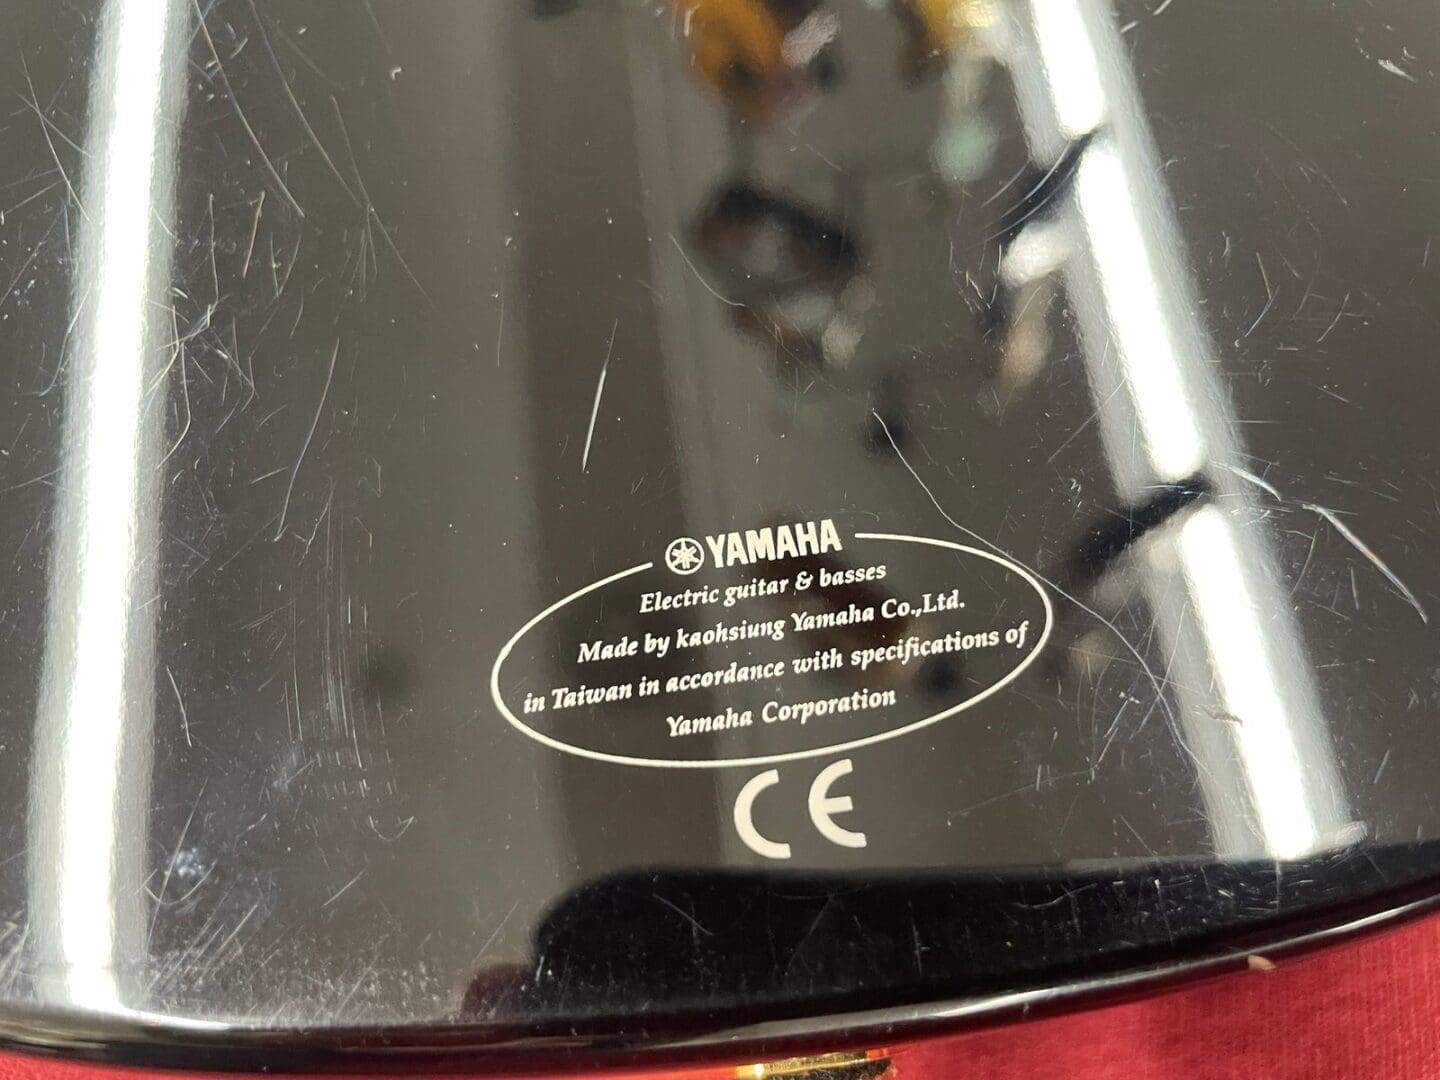 YAMAHA
Electric guitar & basses
Made by kaohsiung Yamaha Co.,Ltd.
in Taiwan in accordance with specifications of
Yamaha Corporation
CE